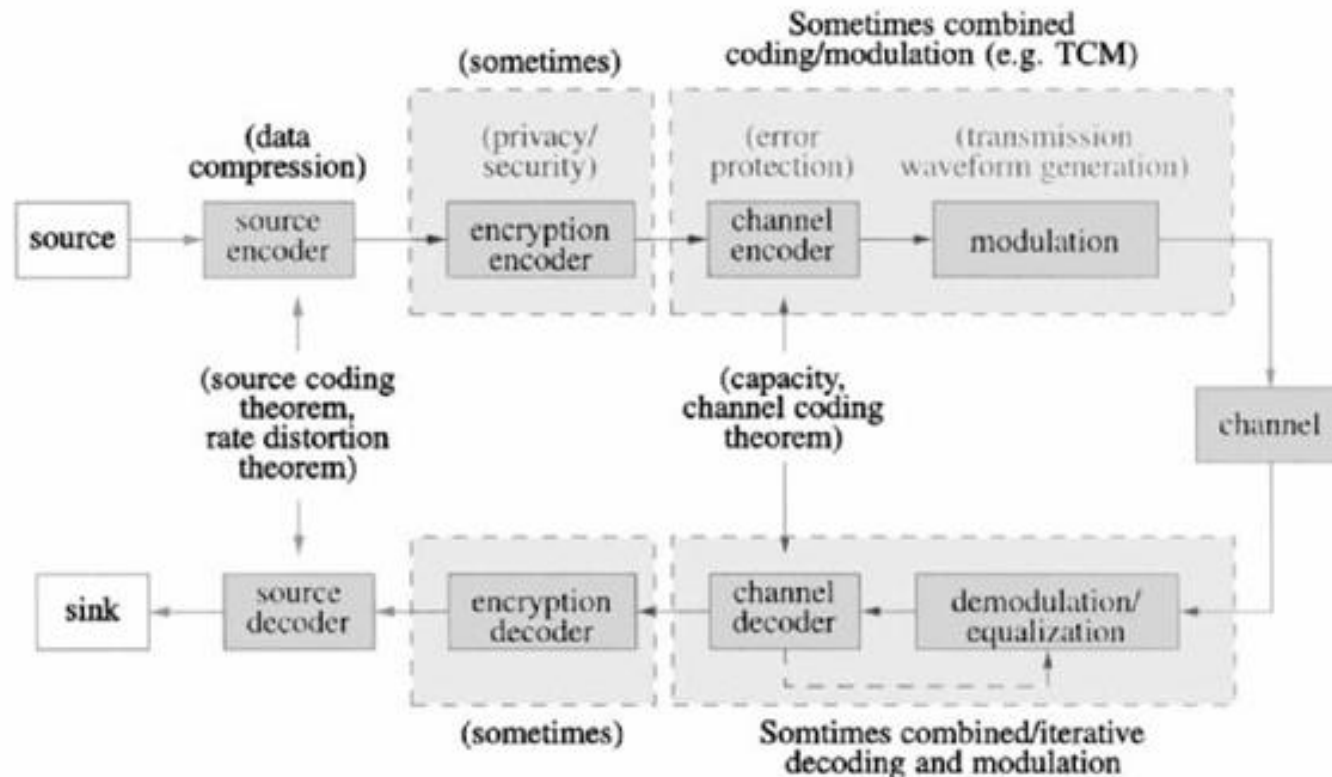 Sometimes combined
coding/modulation (e.g. TCM)
(sometimes)
(data
compression)
(privacy/
security)
(error
protection)
(transmission
waveform generation)
source
source
encoder
encryption
encoder
channel
encoder
modulation
(source coding
theorem,
rate distortion
theorem)
(capacity,
channel coding
theorem)
channel
sink
source
decoder
encryption
decoder
channel
decoder
demodulation/
equalization
(sometimes)
Somtimes combined/iterative
decoding and modulation